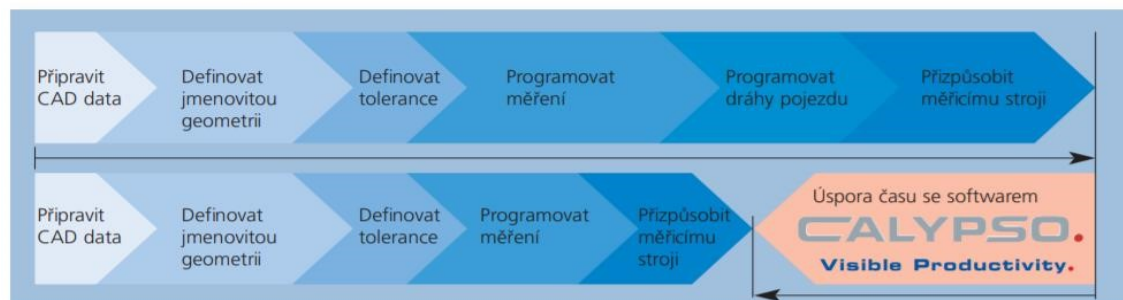 Připravit
CAD data
Definovat
jmenovitou
geometrii
Definovat
tolerance
Programovat
měření
Programovat
dráhy pojezdu
Přizpůsobit
měřicímu stroji
Připravit
CAD data
Definovat
jmenovitou
geometrii
Definovat
tolerance
Programovat
měření
Přizpůsobit
měřicímu
stroji
Úspora času se softwarem
CALYPSO.
Visible Productivity.